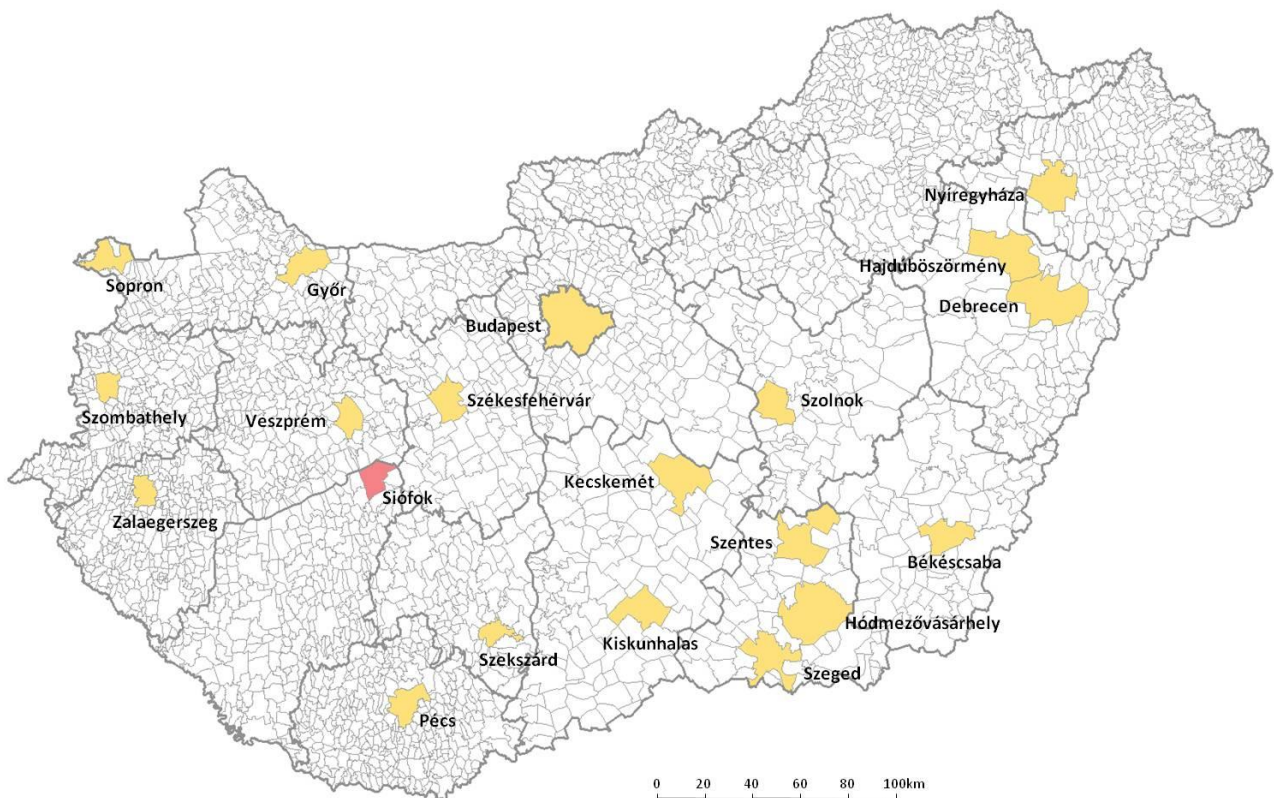 Nyíregyháza
Hajdúböszörmény
Sopron
Győr
Debrecen
Budapest
Szombathely
Veszprém
Székesfehérvár
Szolnok
Kecskemét
Siófok
Zalaegerszeg
Szentes
Békéscsaba
Hódmezővásárhely
Kiskunhalas
Szekszárd
Szeged
Pécs
0 20 40 60 80 100km